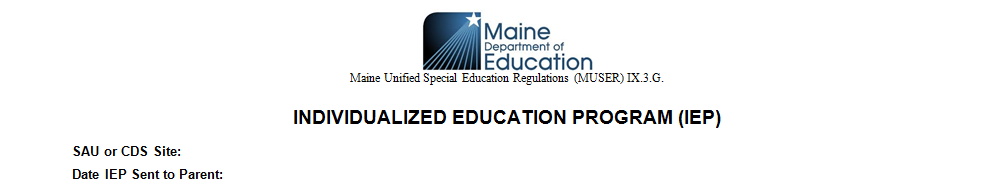 Maine
Department of
Education
Maine Unified Special Education Regulations (MUSER) IX.3.G.
INDIVIDUALIZED EDUCATION PROGRAM (IEP)
SAU or CDS Site:
Date IEP Sent to Parent: